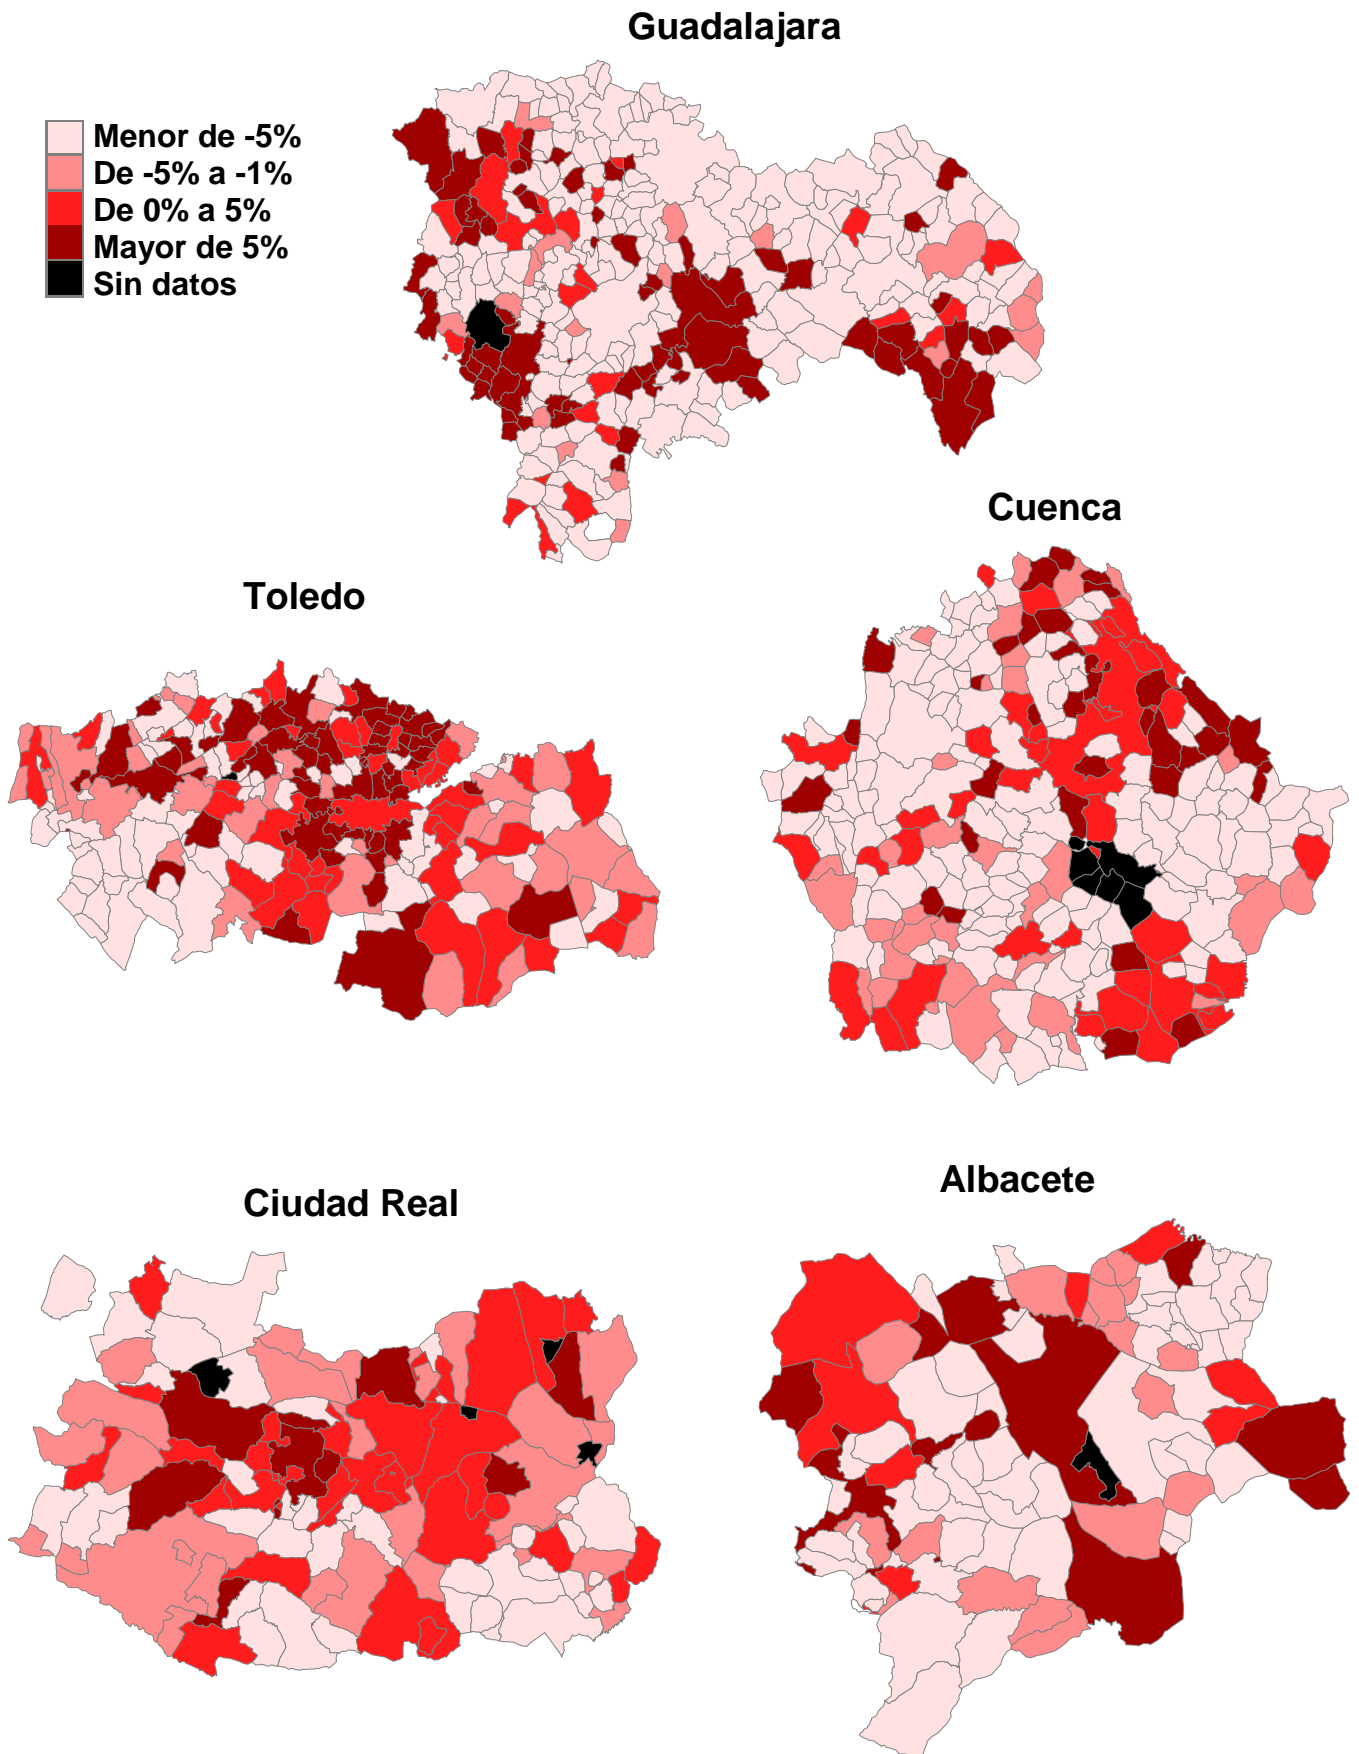 Guadalajara
Menor de -5%
De -5% a -1%
De 0% a 5%
Mayor de 5%
Sin datos
Cuenca
Toledo
Albacete
Ciudad Real